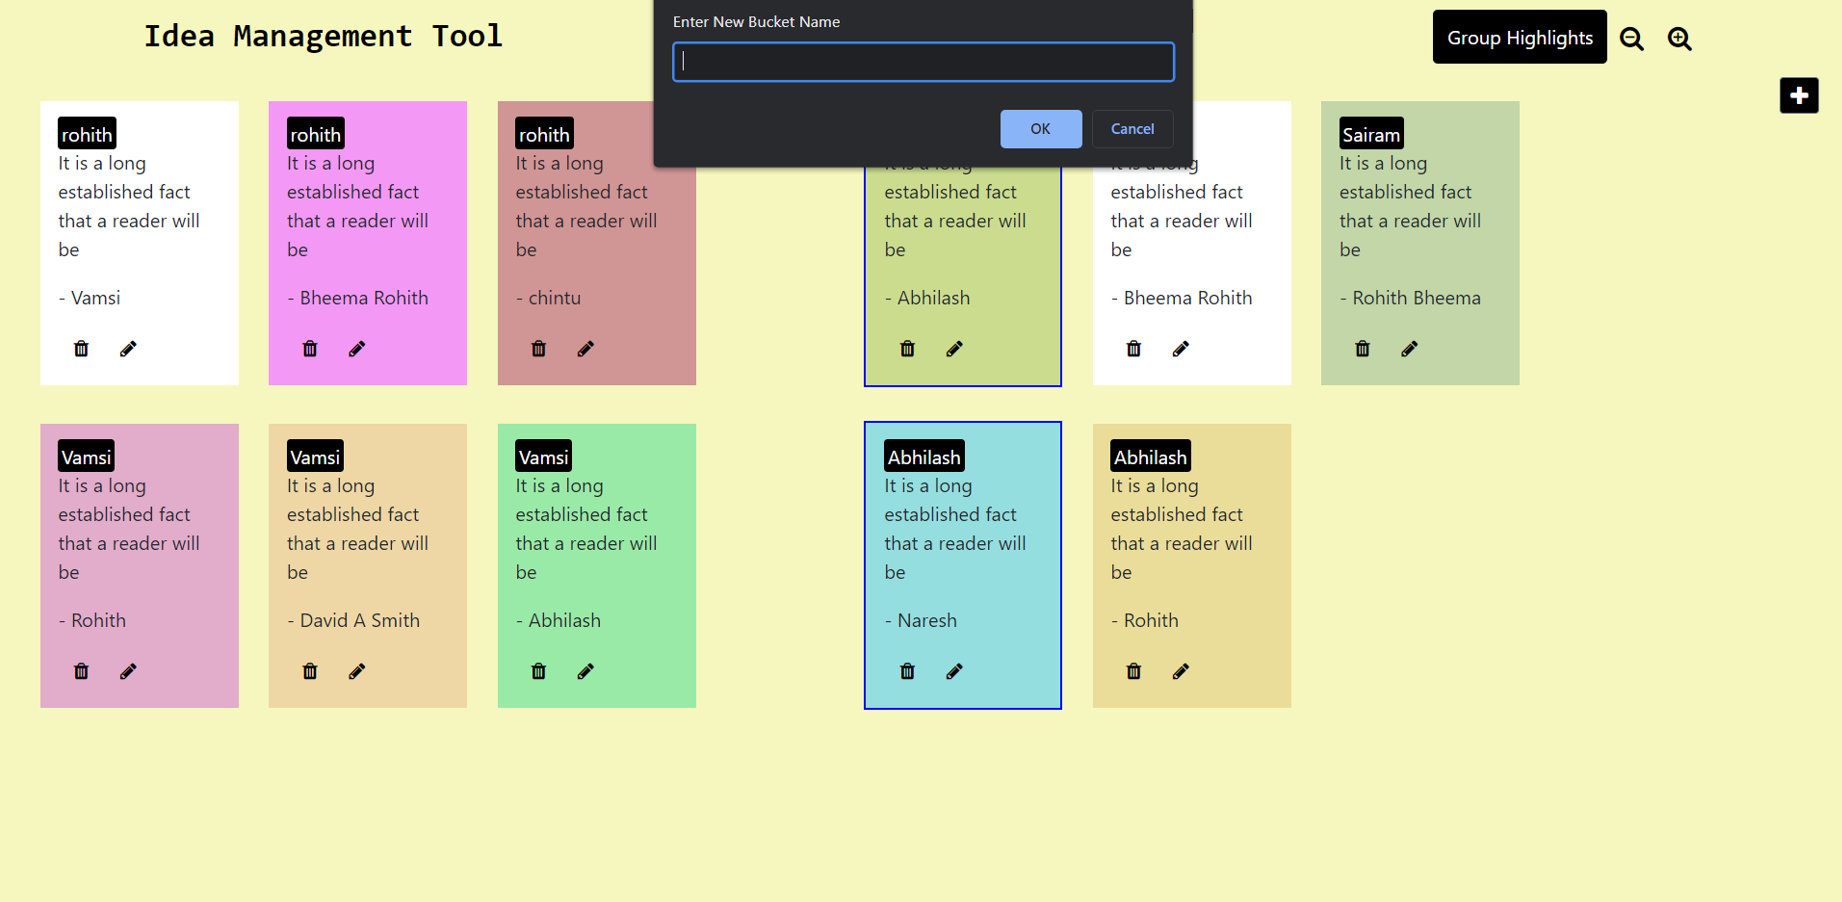 Idea Management Tool
Enter New Bucket Name
OK
Cancel
Group Highlights
rohith
It is a long
established fact
that a reader will
be
- Vamsi
rohith
It is a long
established fact
that a reader will
be
- Bheema Rohith
rohith
It is a long
established fact
that a reader will
be
- chintu
It is a long
established fact
that a reader will
be
- Abhilash
It is a long
established fact
that a reader will
be
- Bheema Rohith
Sairam
It is a long
established fact
that a reader will
be
- Rohith Bheema
Vamsi
It is a long
established fact
that a reader will
be
- Rohith
Vamsi
It is a long
established fact
that a reader will
be
- David A Smith
Vamsi
It is a long
established fact
that a reader will
be
- Abhilash
Abhilash
It is a long
established fact
that a reader will
be
- Naresh
Abhilash
It is a long
established fact
that a reader will
be
- Rohith